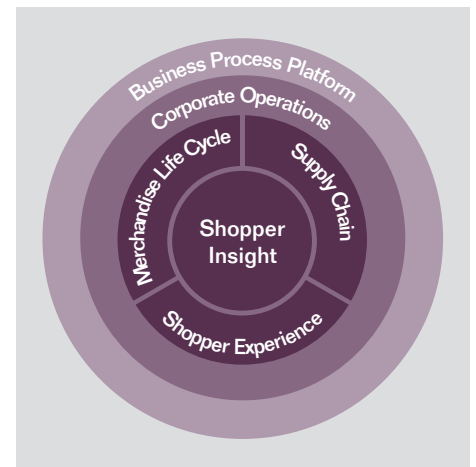 Business Process Platform
Corporate Operations
Merchandise Life Cycle
Supply Chain
Shopper
Insight
Shopper Experience